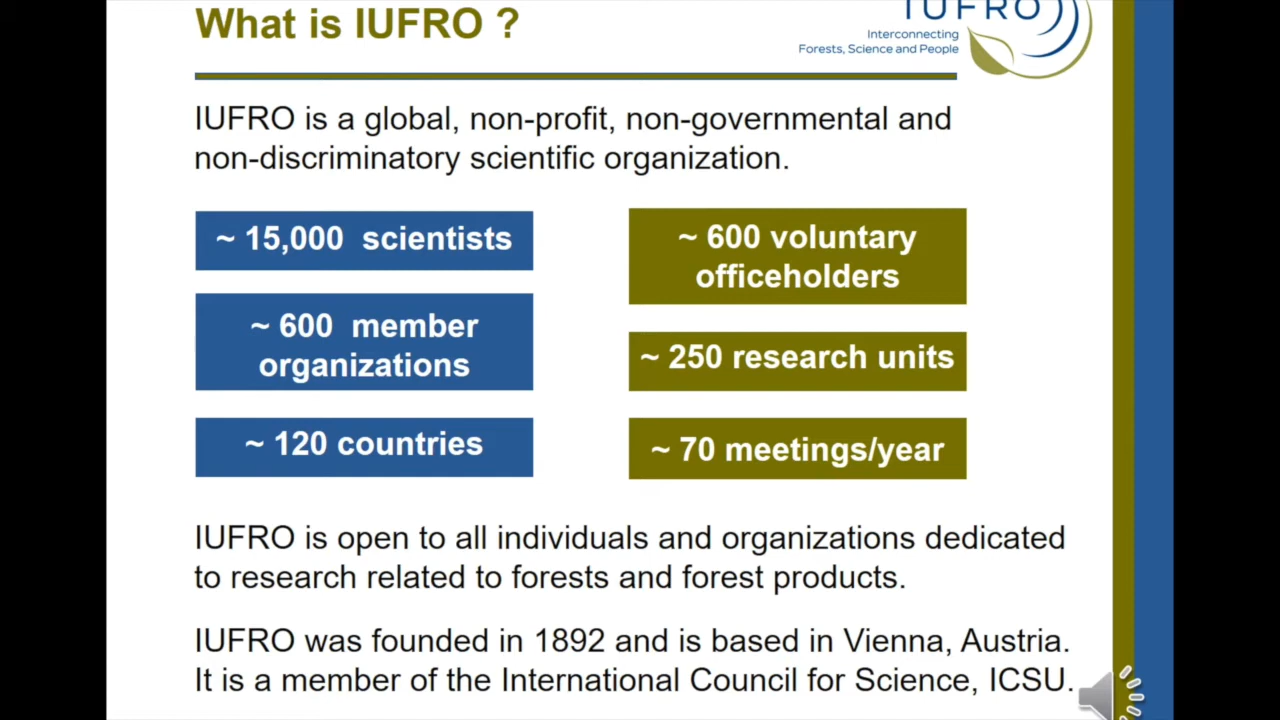 What is IUFRO ?
IUFRO
Interconnecting
Forests, Science and People
IUFRO is a global, non-profit, non-governmental and
non-discriminatory scientific organization.
~ 15,000  scientists
~ 600  member
organizations
~ 120 countries
~ 600 voluntary
officeholders
~ 250 research units
~ 70 meetings/year
IUFRO is open to all individuals and organizations dedicated
to research related to forests and forest products.
IUFRO was founded in 1892 and is based in Vienna, Austria.
It is a member of the International Council for Science, ICSU.